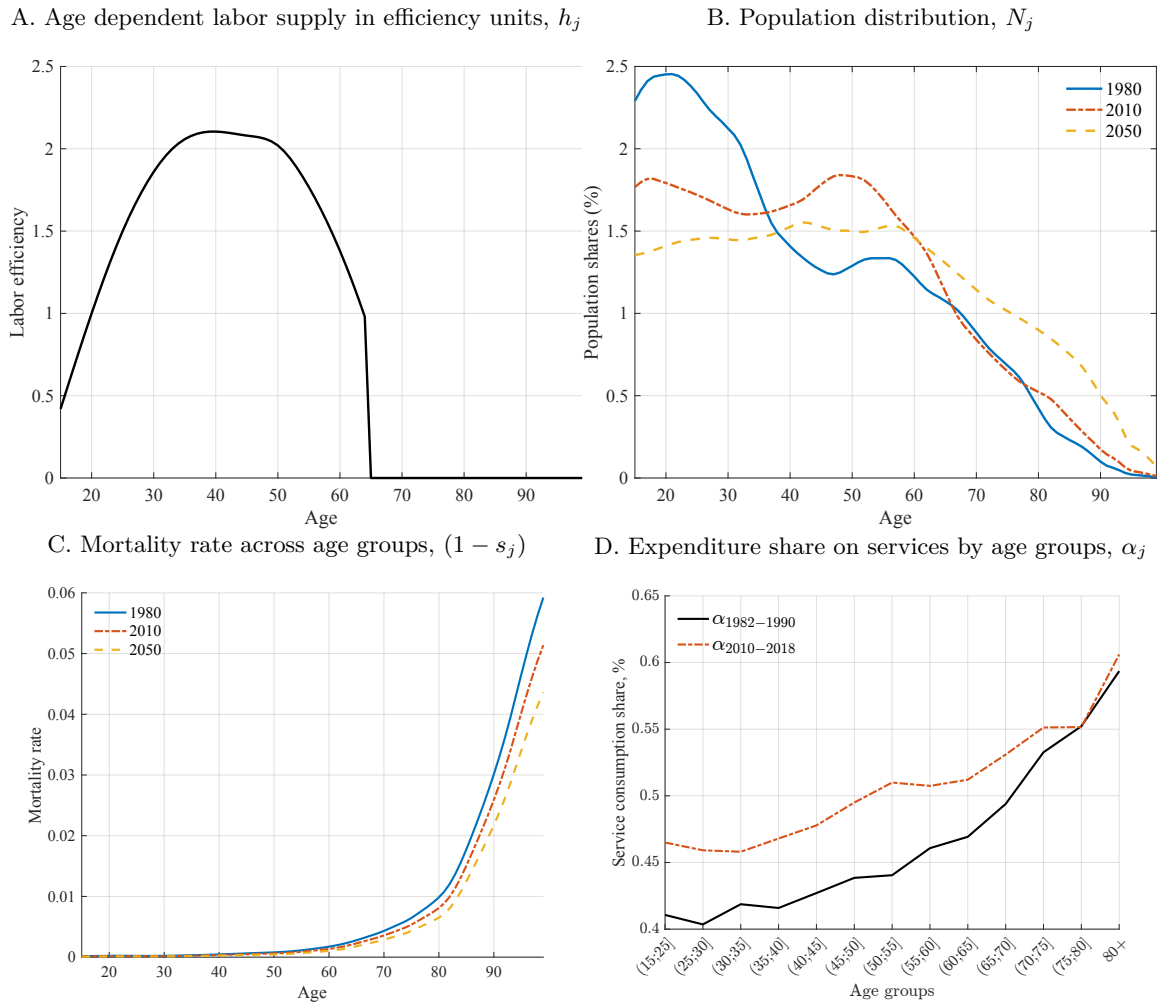 A. Age dependent labor supply in efficiency units, h_j
2.5
2
1.5
1
0.5
0
Labor efficiency
20 30 40 50 60 70 80 90
Age
B. Population distribution, N_j
2.5
2
1.5
1
0.5
0
Population shares (%)
1980
2010
2050
20 30 40 50 60 70 80 90
Age
C. Mortality rate across age groups, (1 − s_j)
0.06
0.05
0.04
0.03
0.02
0.01
0
Mortality rate
1980
2010
2050
20 30 40 50 60 70 80 90
Age
D. Expenditure share on services by age groups, α_j
0.65
0.6
0.55
0.5
0.45
0.4
Service consumption share, %
α1982−1990
α2010−2018
(15;25] (25;30] (30;35] (35;40] (40;45] (45;50] (50;55] (55;60] (60;65] (65;70] (70;75] (75;80] 80+
Age groups